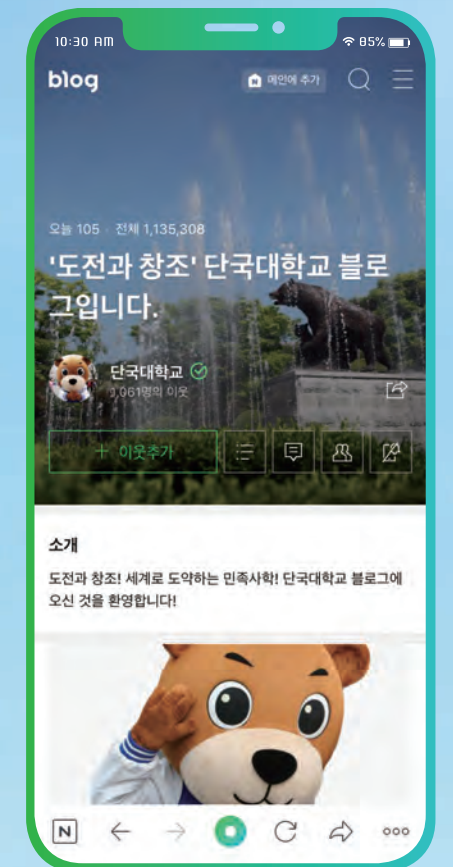 10:30 AM 85%
blog 메인에 추가
오늘 105 · 전체 1,135,308
'도전과 창조' 단국대학교 블로
그입니다.
단국대학교
1,061명의 이웃
+ 이웃추가
소개
도전과 창조! 세계로 도약하는 민족사학! 단국대학교 블로그에
오신 것을 환영합니다!
N